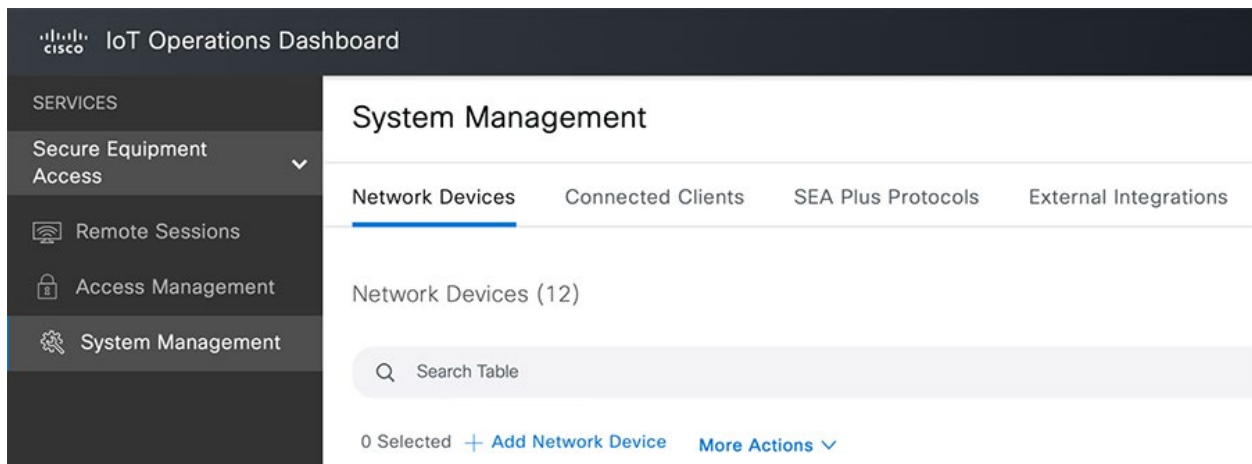 cisco IoT Operations Dashboard
SERVICES
Secure Equipment
Access
Remote Sessions
Access Management
System Management
System Management
Network Devices Connected Clients SEA Plus Protocols External Integrations
Network Devices (12)
Search Table
0 Selected + Add Network Device More Actions